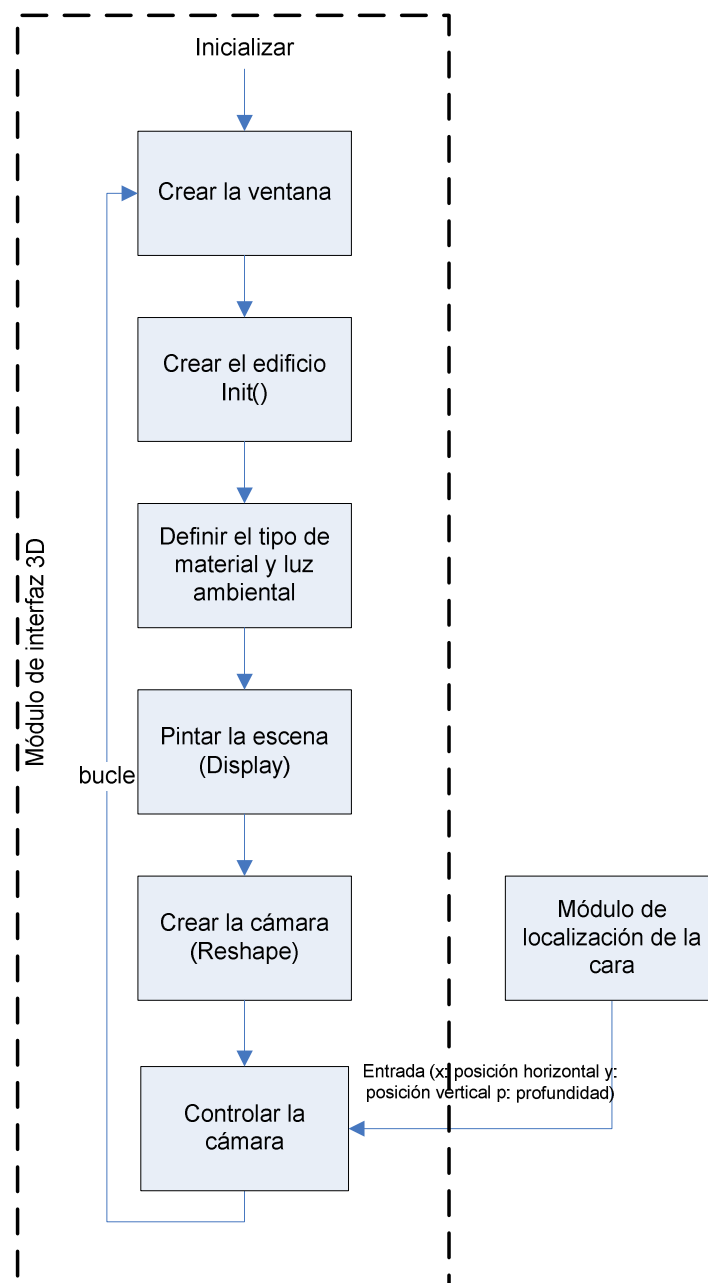 Inicializar
Crear la ventana
Crear el edificio
Init()
Definir el tipo de
material y luz
ambiental
Módulo de interfaz 3D
Pintar la escena
(Display)
bucle
Crear la cámara
(Reshape)
Módulo de
localización de la
cara
Entrada (x: posición horizontal y:
posición vertical p: profundidad)
Controlar la
cámara